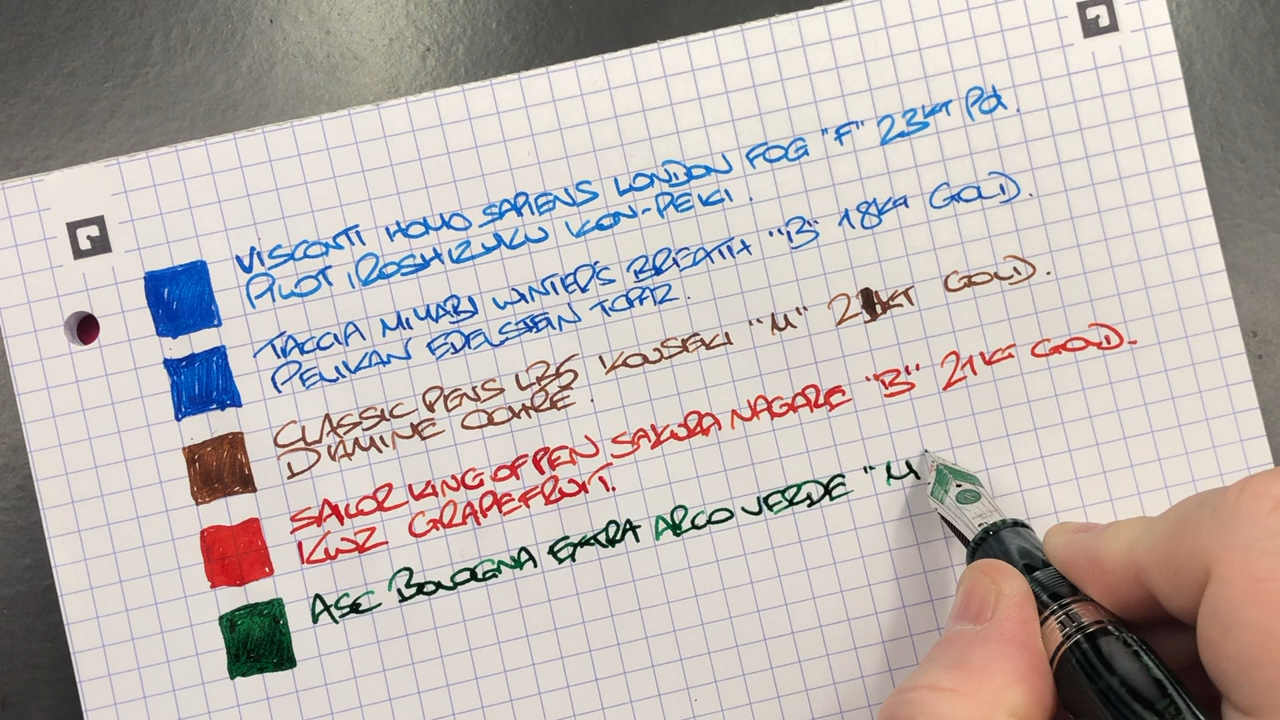 VISCONTI HOMO SAPIENS LONDON FOG "F" 23KT Pd.
PILOT IROSHIZUKU KON-PEKI.
TACCIA MIYABI WINTER'S BREATH "B" 18KT GOLD.
PELIKAN EDELSTEIN TOPAZ.
CLASSIC PENS LB5 KOUSEKI "M" 21KT GOLD.
DIAMINE OCHRE.
SAILOR KING OF PEN SAKURA NAGARE "B" 21KT GOLD.
KWZ GRAPEFRUIT.
ASC BOLOGNA EXTRA ARCO VERDE "M